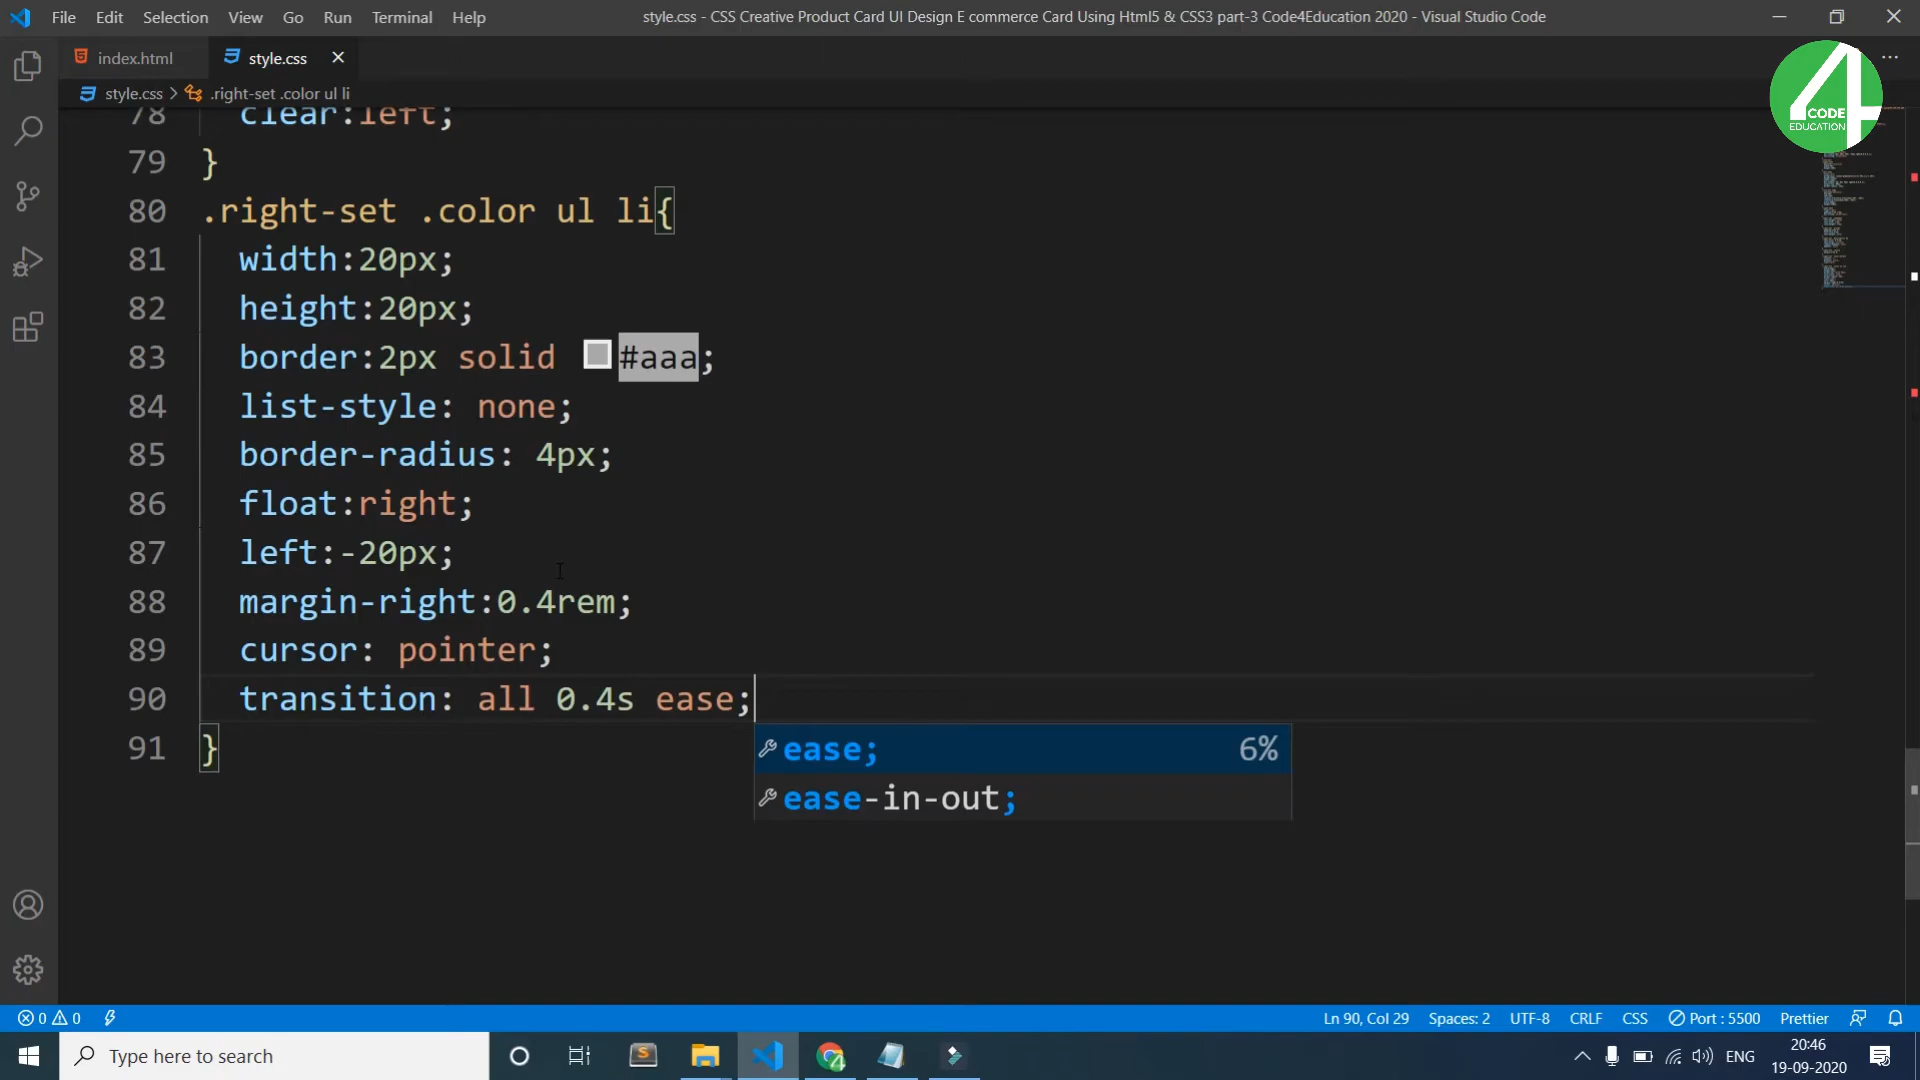 File Edit Selection View Go Run Terminal Help
style.css - CSS Creative Product Card UI Design E commerce Card Using Html5 & CSS3 part-3 Code4Education 2020 - Visual Studio Code
index.html
style.css
style.css > .right-set .color ul li
4 CODE EDUCATION
78 clear:left;
79 }
80 .right-set .color ul li{
81 width:20px;
82 height:20px;
83 border:2px solid #aaa;
84 list-style: none;
85 border-radius: 4px;
86 float:right;
87 left:-20px;
88 margin-right:0.4rem;
89 cursor: pointer;
90 transition: all 0.4s ease;
91 }
ease; 6%
ease-in-out;
0 0
Ln 90, Col 29 Spaces: 2 UTF-8 CRLF CSS Port : 5500 Prettier
Type here to search
ENG
20:46
19-09-2020